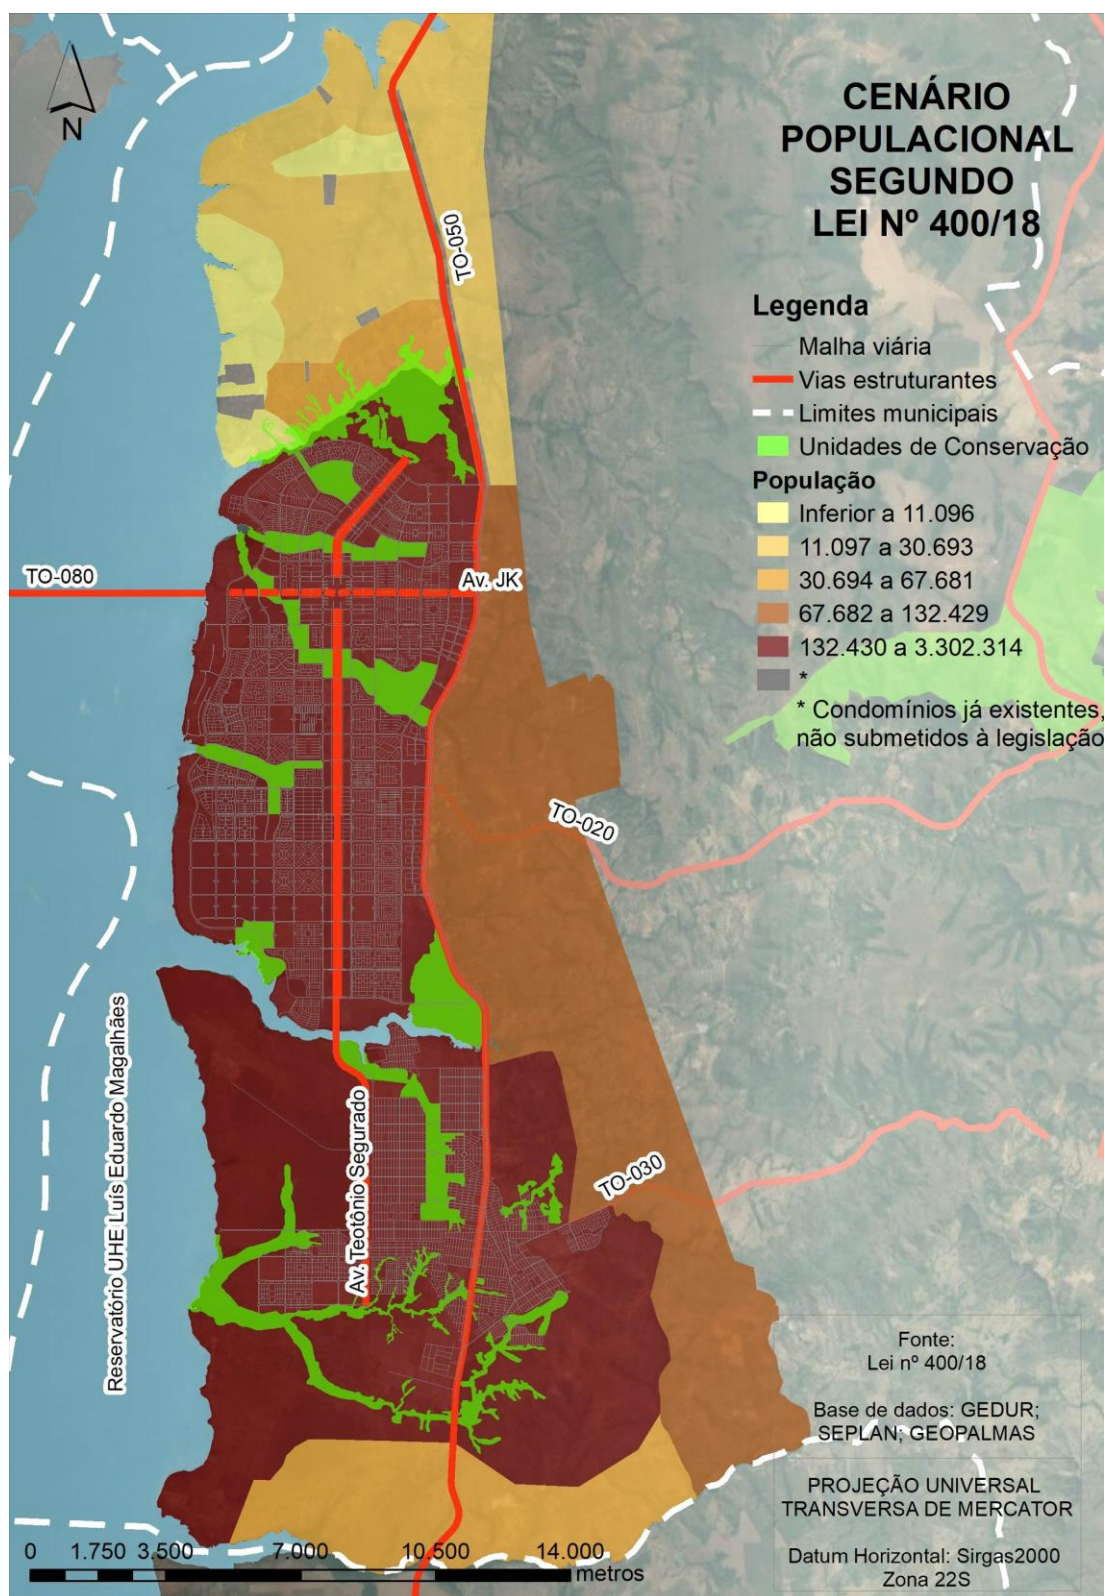 N
CENÁRIO
POPULACIONAL
SEGUNDO
LEI Nº 400/18
TO-050
Legenda
Malha viária
Vias estruturantes
Limites municipais
Unidades de Conservação
População
Inferior a 11.096
11.097 a 30.693
30.694 a 67.681
67.682 a 132.429
132.430 a 3.302.314
*
* Condomínios já existentes,
não submetidos à legislação
TO-080
Av. JK
TO-020
Reservatório UHE Luís Eduardo Magalhães
Av. Teotônio Segurado
TO-030
Fonte:
Lei nº 400/18
Base de dados: GEDUR;
SEPLAN; GEOPALMAS
PROJEÇÃO UNIVERSAL
TRANSVERSA DE MERCATOR
Datum Horizontal: Sirgas2000
Zona 22S
0 1.750 3.500 7.000 10.500 14.000
metros